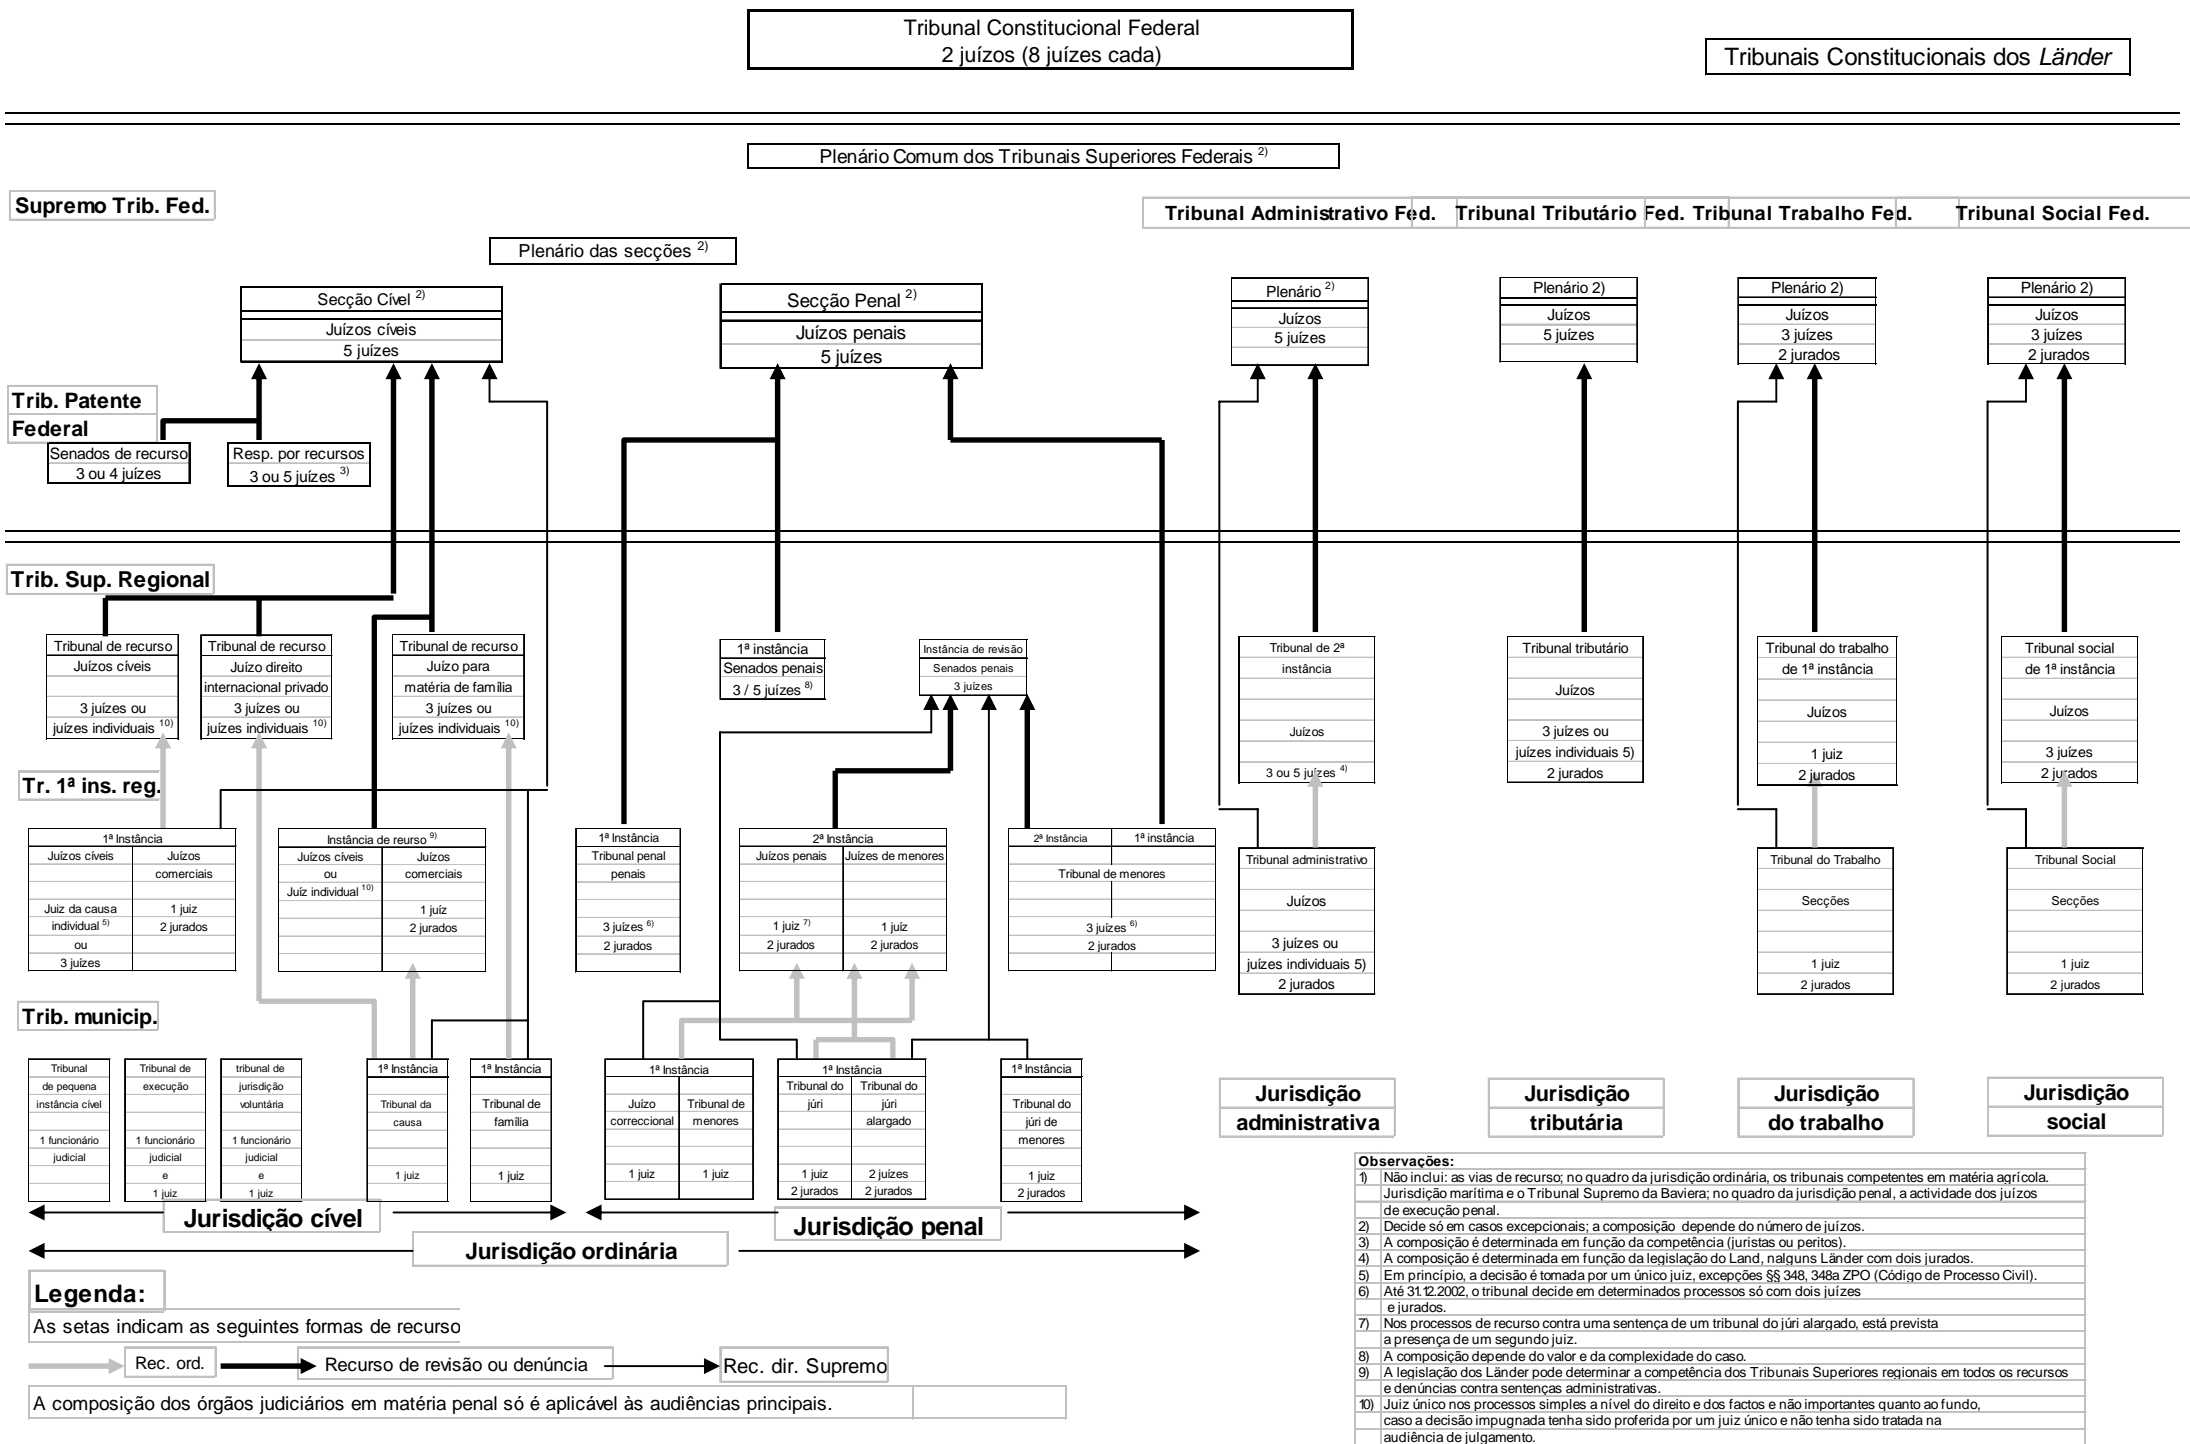 Tribunal Constitucional Federal
2 juízos (8 juízes cada)
Tribunais Constitucionais dos Länder
Plenário Comum dos Tribunais Superiores Federais 2)
Supremo Trib. Fed.
Tribunal Administrativo Fed.
Tribunal Tributário Fed.
Tribunal Trabalho Fed.
Tribunal Social Fed.
Plenário das secções 2)
Secção Cível 2)
Juízos cíveis
5 juízes
Secção Penal 2)
Juízos penais
5 juízes
Plenário 2)
Juízos
5 juízes
Plenário 2)
Juízos
5 juízes
Plenário 2)
Juízos
3 juízes
2 jurados
Plenário 2)
Juízos
3 juízes
2 jurados
Trib. Patente
Federal
Senados de recurso
3 ou 4 juízes
Resp. por recursos
3 ou 5 juízes 3)
Trib. Sup. Regional
Tribunal de recurso
Juízos cíveis
3 juízes ou
juízes individuais 10)
Tribunal de recurso
Juízo direito
internacional privado
3 juízes ou
juízes individuais 10)
Tribunal de recurso
Juízo para
matéria de família
3 juízes ou
juízes individuais 10)
1ª instância
Senados penais
3 / 5 juízes 8)
Instância de revisão
Senados penais
3 juízes
Tribunal de 2ª
instância
Juízos
3 ou 5 juízes 4)
Tribunal tributário
Juízos
3 juízes ou
juízes individuais 5)
2 jurados
Tribunal do trabalho
de 1ª instância
Juízos
1 juiz
2 jurados
Tribunal social
de 1ª instância
Juízos
3 juízes
2 jurados
Tr. 1ª ins. reg.
1ª Instância
Juízos cíveis
Juiz da causa
individual 5)
ou
3 juízes
Juízos
comerciais
1 juiz
2 jurados
Instância de reurso 9)
Juízos cíveis
ou
Juíz individual 10)
Juízos
comerciais
1 juíz
2 jurados
1ª Instância
Tribunal penal
penais
3 juízes 6)
2 jurados
2ª Instância
Juízos penais
1 juiz 7)
2 jurados
Juízes de menores
1 juíz
2 jurados
2ª Instância
1ª instância
Tribunal de menores
3 juízes 6)
2 jurados
Tribunal administrativo
Juízos
3 juízes ou
juízes individuais 5)
2 jurados
Tribunal do Trabalho
Secções
1 juiz
2 jurados
Tribunal Social
Secções
1 juiz
2 jurados
Trib. municip.
Tribunal
de pequena
instância cível
1 funcionário
judicial
Tribunal de
execução
1 funcionário
judicial
e
1 juiz
tribunal de
jurisdição
voluntária
1 funcionário
judicial
e
1 juiz
1ª Instância
Tribunal da
causa
1 juiz
1ª Instância
Tribunal de
família
1 juiz
1ª Instância
Juízo
correccional
1 juiz
Tribunal de
menores
1 juiz
1ª Instância
Tribunal do
júri
1 juiz
2 jurados
Tribunal do
júri
alargado
2 juízes
2 jurados
1ª Instância
Tribunal do
júri de
menores
1 juiz
2 jurados
Jurisdição
administrativa
Jurisdição
tributária
Jurisdição
do trabalho
Jurisdição
social
Jurisdição cível
Jurisdição penal
Jurisdição ordinária
Legenda:
As setas indicam as seguintes formas de recurso
Rec. ord.
Recurso de revisão ou denúncia
Rec. dir. Supremo
A composição dos órgãos judiciários em matéria penal só é aplicável às audiências principais.
Observações:
1) Não inclui: as vias de recurso; no quadro da jurisdição ordinária, os tribunais competentes em matéria agrícola.
Jurisdição marítima e o Tribunal Supremo da Baviera; no quadro da jurisdição penal, a actividade dos juízos
de execução penal.
2) Decide só em casos excepcionais; a composição depende do número de juízos.
3) A composição é determinada em função da competência (juristas ou peritos).
4) A composição é determinada em função da legislação do Land, nalguns Länder com dois jurados.
5) Em princípio, a decisão é tomada por um único juiz, excepções §§ 348, 348a ZPO (Código de Processo Civil).
6) Até 31.12.2002, o tribunal decide em determinados processos só com dois juízes
e jurados.
7) Nos processos de recurso contra uma sentença de um tribunal do júri alargado, está prevista
a presença de um segundo juiz.
8) A composição depende do valor e da complexidade do caso.
9) A legislação dos Länder pode determinar a competência dos Tribunais Superiores regionais em todos os recursos
e denúncias contra sentenças administrativas.
10) Juiz único nos processos simples a nível do direito e dos factos e não importantes quanto ao fundo,
caso a decisão impugnada tenha sido proferida por um juiz único e não tenha sido tratada na
audiência de julgamento.